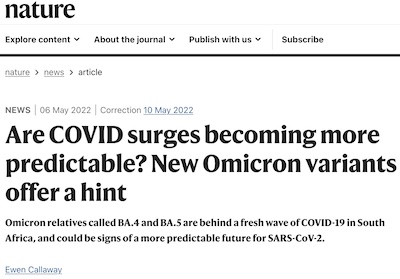 nature
Explore content
About the journal
Publish with us
Subscribe
nature > news > article
NEWS | 06 May 2022 | Correction 10 May 2022
Are COVID surges becoming more
predictable? New Omicron variants
offer a hint
Omicron relatives called BA.4 and BA.5 are behind a fresh wave of COVID-19 in South
Africa, and could be signs of a more predictable future for SARS-CoV-2.
Ewen Callaway